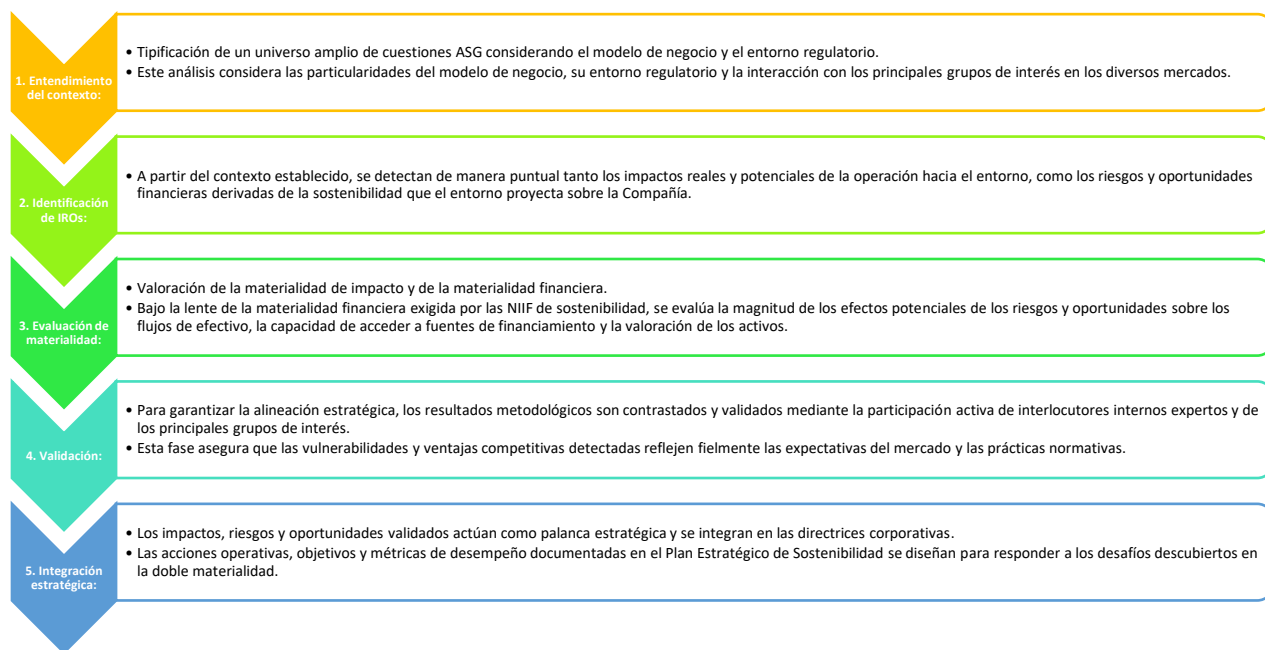 1. Entendimiento
del contexto:
• Tipificación de un universo amplio de cuestiones ASG considerando el modelo de negocio y el entorno regulatorio.
• Este análisis considera las particularidades del modelo de negocio, su entorno regulatorio y la interacción con los principales grupos de interés en los diversos mercados.
2. Identificación
de IROs:
• A partir del contexto establecido, se detectan de manera puntual tanto los impactos reales y potenciales de la operación hacia el entorno, como los riesgos y oportunidades
financieras derivadas de la sostenibilidad que el entorno proyecta sobre la Compañía.
3. Evaluación de
materialidad:
• Valoración de la materialidad de impacto y de la materialidad financiera.
• Bajo la lente de la materialidad financiera exigida por las NIIF de sostenibilidad, se evalúa la magnitud de los efectos potenciales de los riesgos y oportunidades sobre los
flujos de efectivo, la capacidad de acceder a fuentes de financiamiento y la valoración de los activos.
4. Validación:
• Para garantizar la alineación estratégica, los resultados metodológicos son contrastados y validados mediante la participación activa de interlocutores internos expertos y de
los principales grupos de interés.
• Esta fase asegura que las vulnerabilidades y ventajas competitivas detectadas reflejen fielmente las expectativas del mercado y las prácticas normativas.
5. Integración
estratégica:
• Los impactos, riesgos y oportunidades validados actúan como palanca estratégica y se integran en las directrices corporativas.
• Las acciones operativas, objetivos y métricas de desempeño documentadas en el Plan Estratégico de Sostenibilidad se diseñan para responder a los desafíos descubiertos en
la doble materialidad.